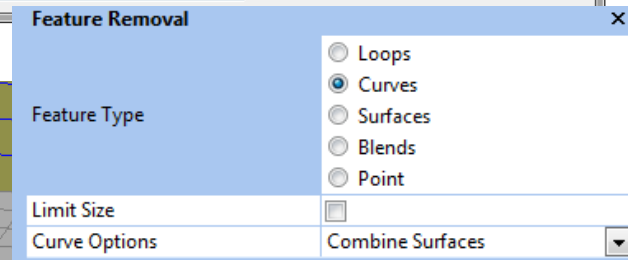 Feature Removal
Loops
Curves
Feature Type
Surfaces
Blends
Point
Limit Size
Curve Options Combine Surfaces